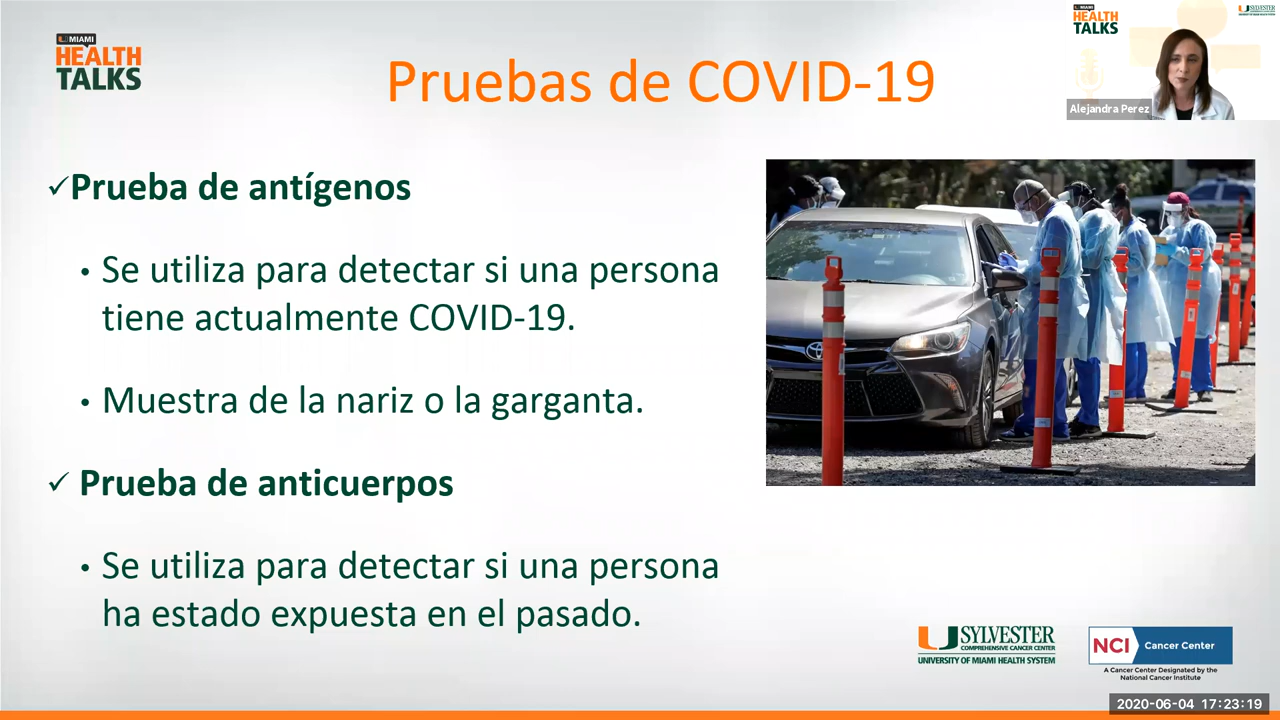 U MIAMI
HEALTH
TALKS
Pruebas de COVID-19
U MIAMI
HEALTH
TALKS
SYLVESTER
Alejandra Perez
✓Prueba de antígenos
• Se utiliza para detectar si una persona
tiene actualmente COVID-19.
• Muestra de la nariz o la garganta.
✓ Prueba de anticuerpos
• Se utiliza para detectar si una persona
ha estado expuesta en el pasado.
SYLVESTER
COMPREHENSIVE CANCER CENTER
UNIVERSITY OF MIAMI HEALTH SYSTEM
NCI Cancer Center
A Cancer Center Designated by the
National Cancer Institute
2020-06-04 17:23:19